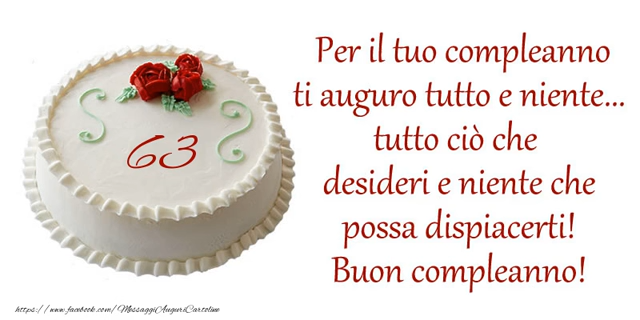 63
Per il tuo compleanno
ti auguro tutto e niente...
tutto ciò che
desideri e niente che
possa dispiacerti!
Buon compleanno!
https://www.facebook.com/MessaggiAuguriCartoline